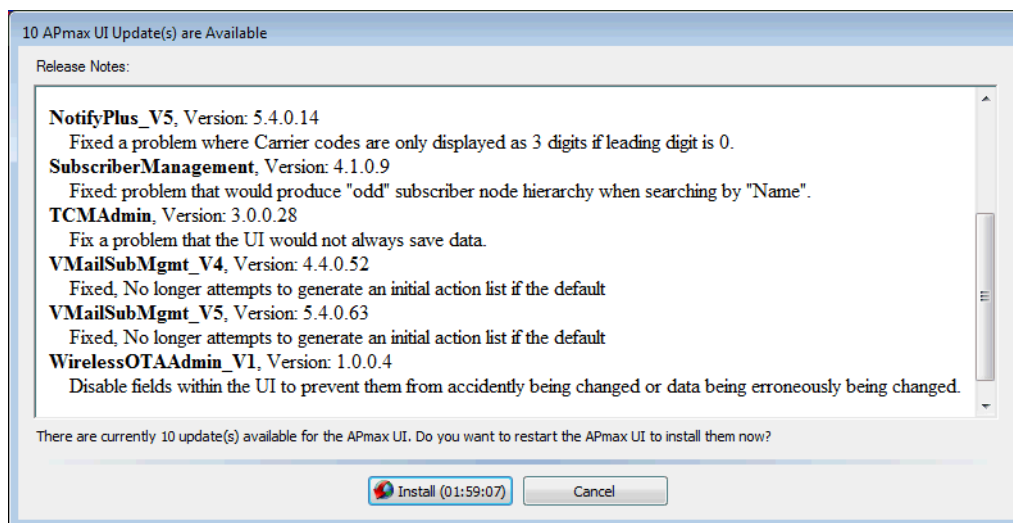 10 APmax UI Update(s) are Available
Release Notes:
NotifyPlus_V5, Version: 5.4.0.14
Fixed a problem where Carrier codes are only displayed as 3 digits if leading digit is 0.
SubscriberManagement, Version: 4.1.0.9
Fixed: problem that would produce "odd" subscriber node hierarchy when searching by "Name".
TCMAdmin, Version: 3.0.0.28
Fix a problem that the UI would not always save data.
VMailSubMgmt_V4, Version: 4.4.0.52
Fixed, No longer attempts to generate an initial action list if the default
VMailSubMgmt_V5, Version: 5.4.0.63
Fixed, No longer attempts to generate an initial action list if the default
WirelessOTAAdmin_V1, Version: 1.0.0.4
Disable fields within the UI to prevent them from accidently being changed or data being erroneously being changed.
There are currently 10 update(s) available for the APmax UI. Do you want to restart the APmax UI to install them now?
Install (01:59:07)
Cancel